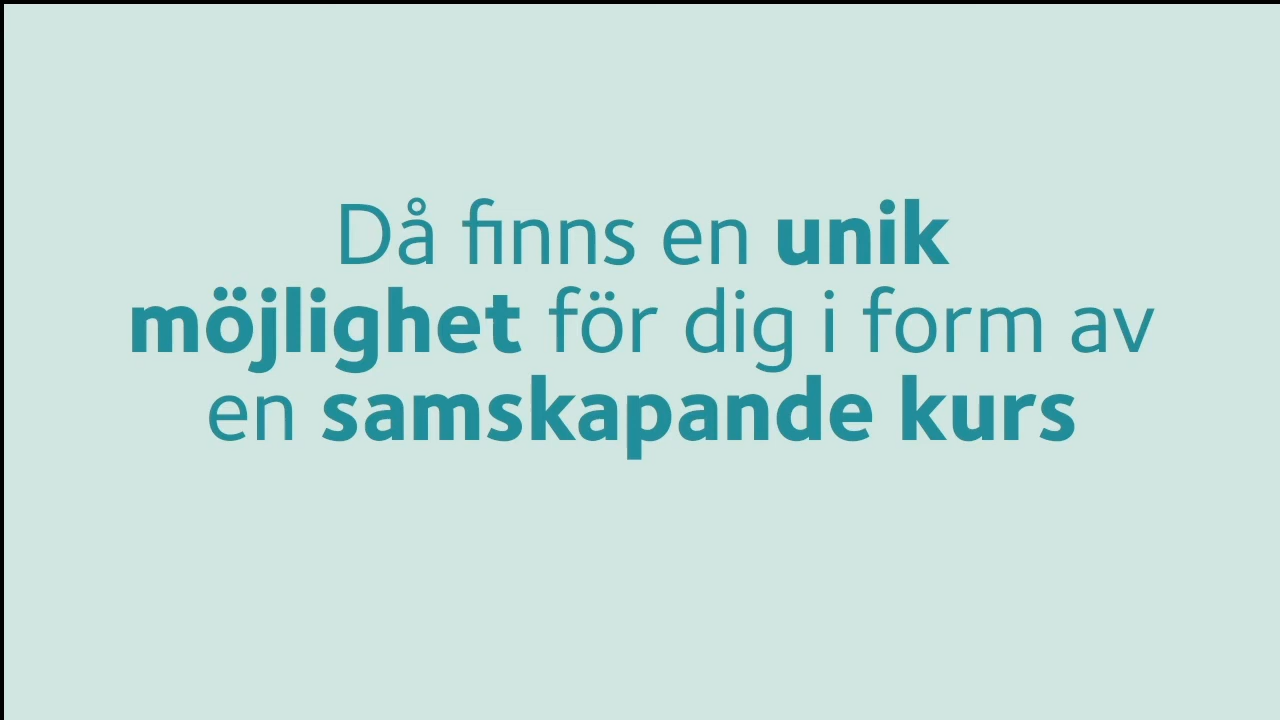 Då finns en unik
möjlighet för dig i form av
en samskapande kurs